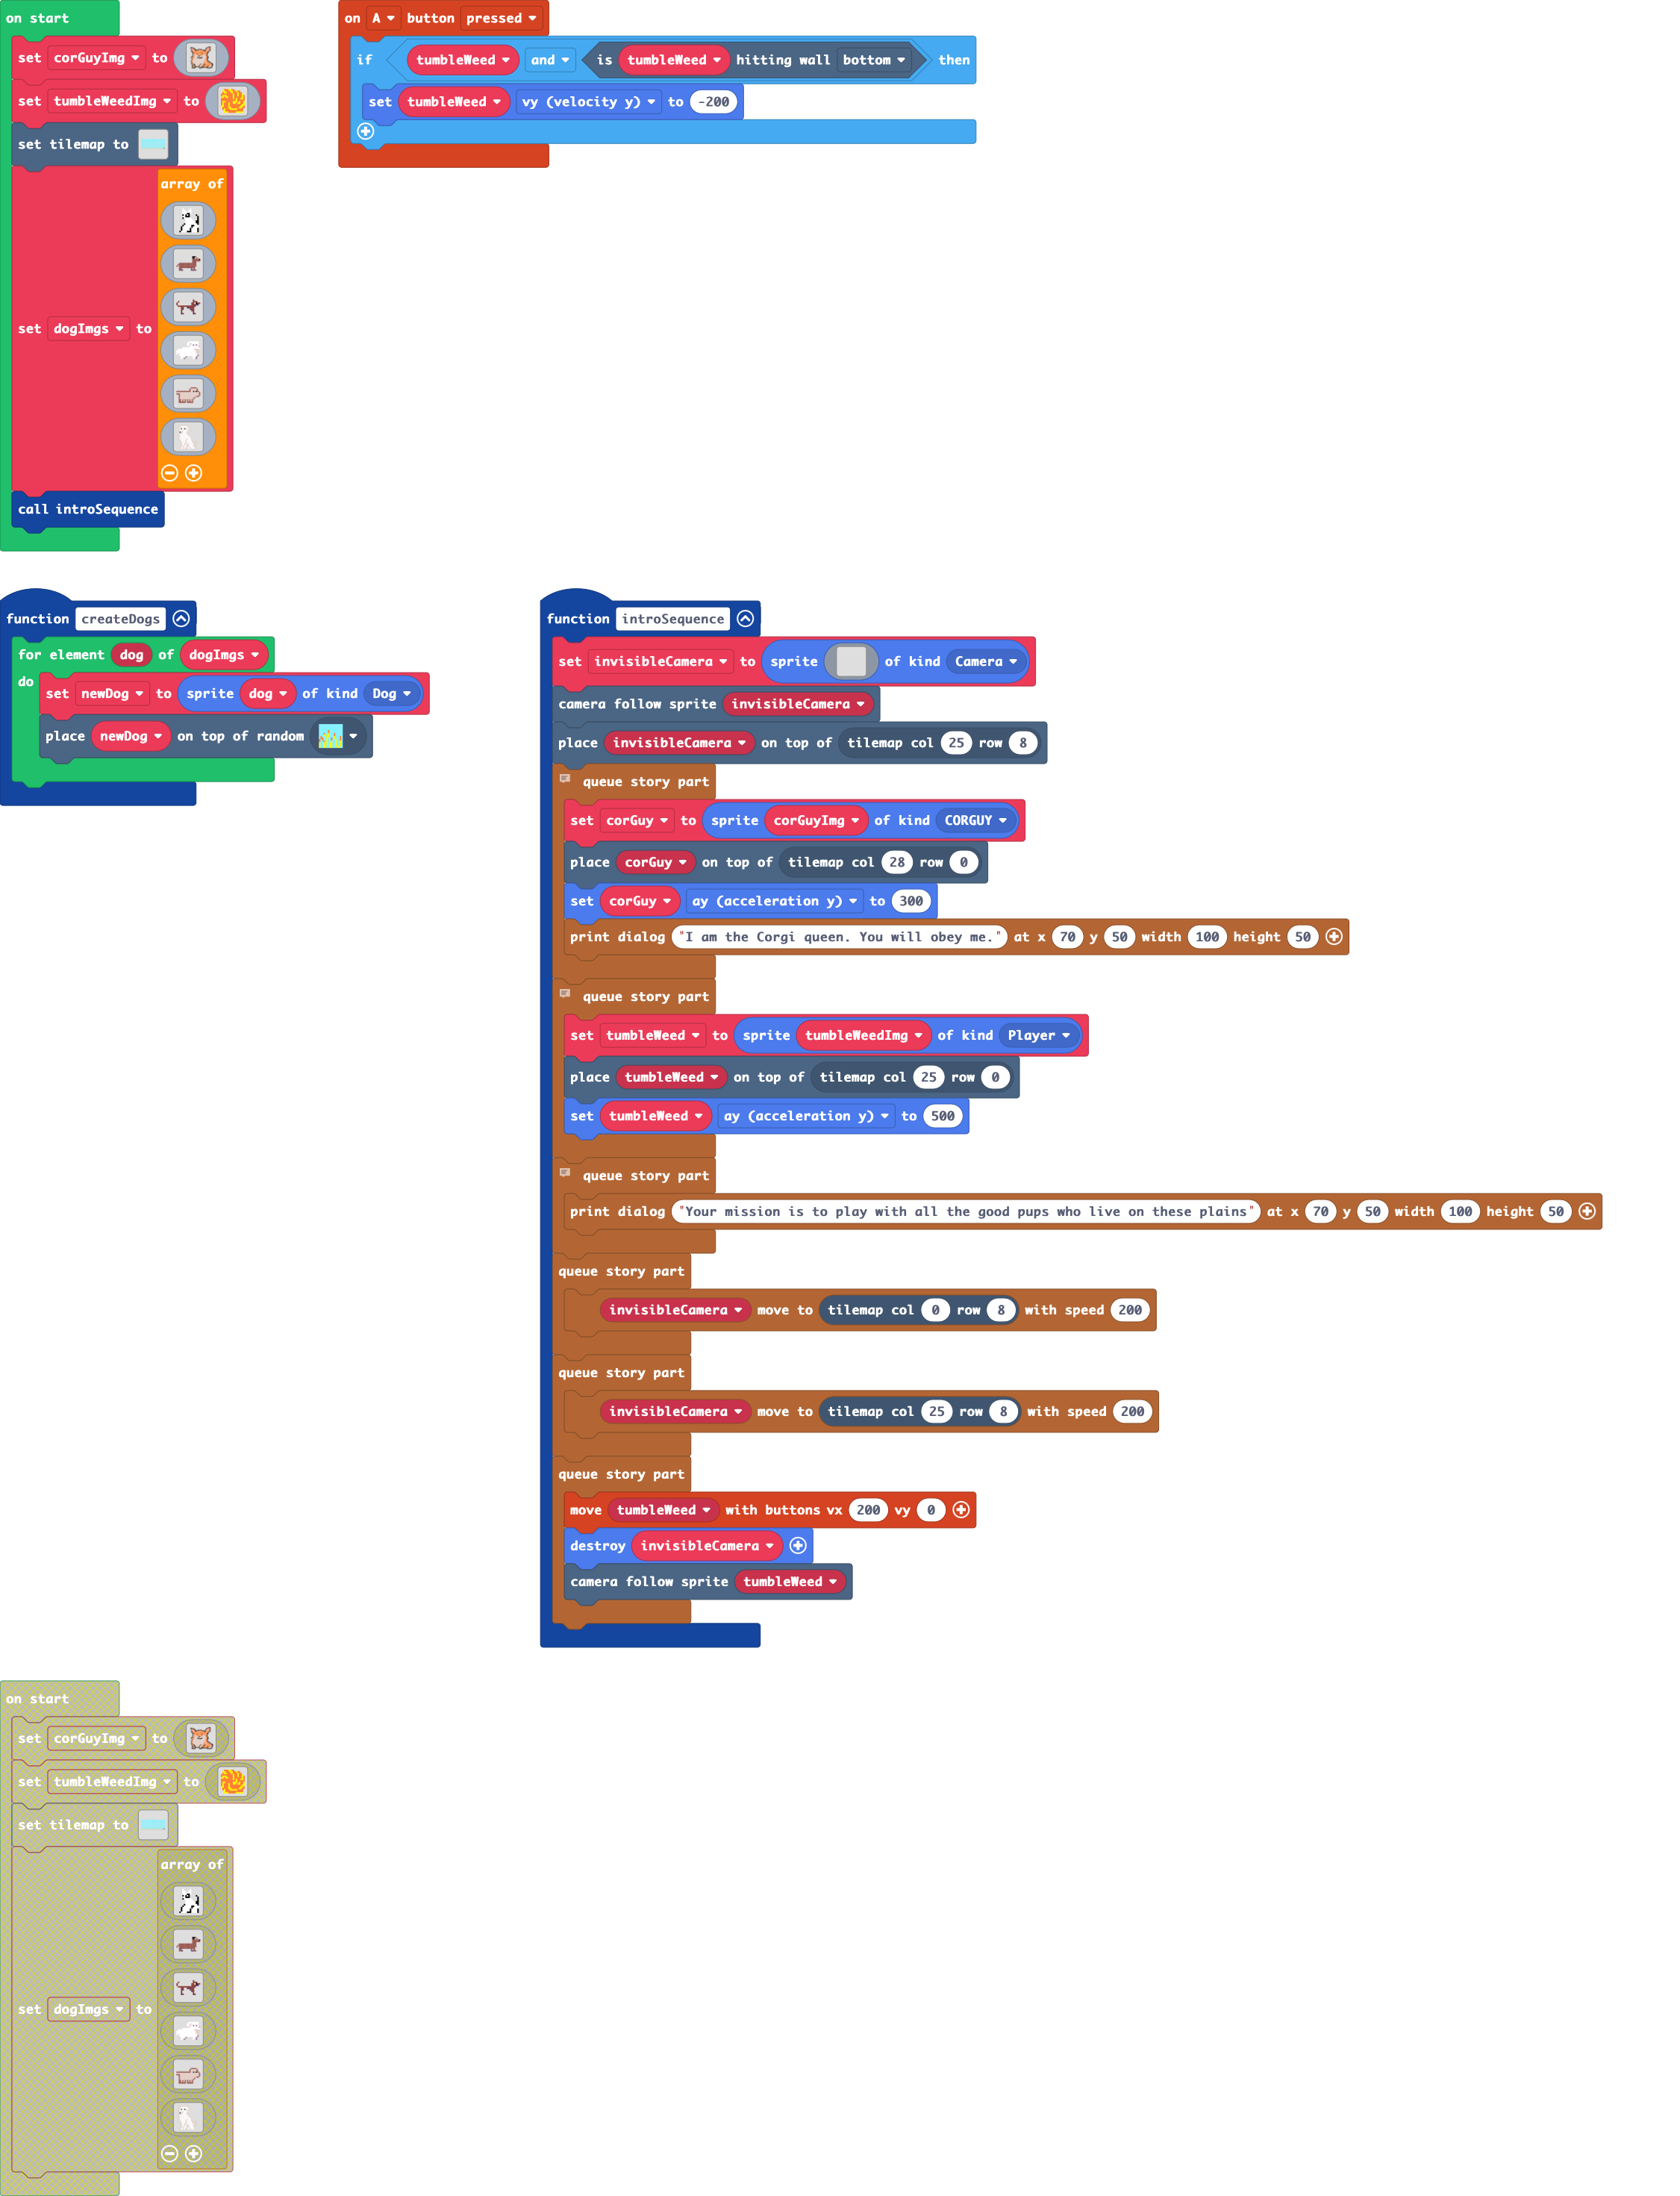 on start
set corGuyImg to
set tumbleWeedImg to
set tilemap to
array of
set dogImgs to
call introSequence
on A button pressed
if tumbleWeed and is tumbleWeed hitting wall bottom then
set tumbleWeed vy (velocity y) to -200
function createDogs
for element dog of dogImgs
do
set newDog to sprite dog of kind Dog
place newDog on top of random
function introSequence
set invisibleCamera to sprite of kind Camera
camera follow sprite invisibleCamera
place invisibleCamera on top of tilemap col 25 row 8
queue story part
set corGuy to sprite corGuyImg of kind CORGUY
place corGuy on top of tilemap col 28 row 0
set corGuy ay (acceleration y) to 300
print dialog "I am the Corgi queen. You will obey me." at x 70 y 50 width 100 height 50
queue story part
set tumbleWeed to sprite tumbleWeedImg of kind Player
place tumbleWeed on top of tilemap col 25 row 0
set tumbleWeed ay (acceleration y) to 500
queue story part
print dialog "Your mission is to play with all the good pups who live on these plains" at x 70 y 50 width 100 height 50
queue story part
invisibleCamera move to tilemap col 0 row 8 with speed 200
queue story part
invisibleCamera move to tilemap col 25 row 8 with speed 200
queue story part
move tumbleWeed with buttons vx 200 vy 0
destroy invisibleCamera
camera follow sprite tumbleWeed
on start
set corGuyImg to
set tumbleWeedImg to
set tilemap to
array of
set dogImgs to